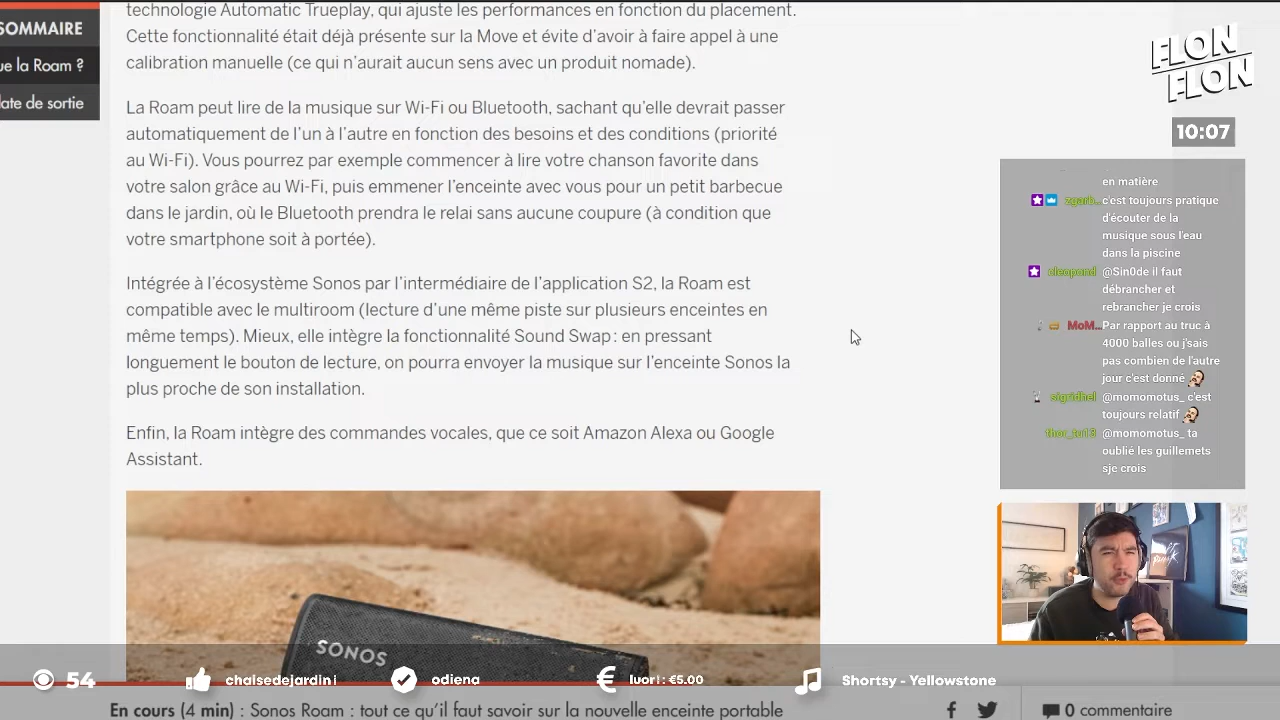 technologie Automatic Trueplay, qui ajuste les performances en fonction du placement.
Cette fonctionnalité était déjà présente sur la Move et évite d’avoir à faire appel à une
calibration manuelle (ce qui n’aurait aucun sens avec un produit nomade).
La Roam peut lire de la musique sur Wi-Fi ou Bluetooth, sachant qu’elle devrait passer
automatiquement de l’un à l’autre en fonction des besoins et des conditions (priorité
au Wi-Fi). Vous pourrez par exemple commencer à lire votre chanson favorite dans
votre salon grâce au Wi-Fi, puis emmener l’enceinte avec vous pour un petit barbecue
dans le jardin, où le Bluetooth prendra le relai sans aucune coupure (à condition que
votre smartphone soit à portée).
Intégrée à l’écosystème Sonos par l’intermédiaire de l’application S2, la Roam est
compatible avec le multiroom (lecture d’une même piste sur plusieurs enceintes en
même temps). Mieux, elle intègre la fonctionnalité Sound Swap : en pressant
longuement le bouton de lecture, on pourra envoyer la musique sur l’enceinte Sonos la
plus proche de son installation.
Enfin, la Roam intègre des commandes vocales, que ce soit Amazon Alexa ou Google
Assistant.
SONOS
SOMMAIRE
ue la Roam ?
date de sortie
FLON
FLON
10:07
en matière
zgarh... c'est toujours pratique
d'écouter de la
musique sous l'eau
dans la piscine
cleopond @Sin0de il faut
débrancher et
rebrancher je crois
MoM... Par rapport au truc à
4000 balles ou j'sais
pas combien de l'autre
jour c'est donné
sigridhel @momomotus_ c'est
toujours relatif
@momomotus_ ta
oublié les guillemets
sje crois
54 chaisedejardin1 odiena luor! : €5.00 Shortsy - Yellowstone
En cours (4 min) : Sonos Roam : tout ce qu’il faut savoir sur la nouvelle enceinte portable
0 commentaire